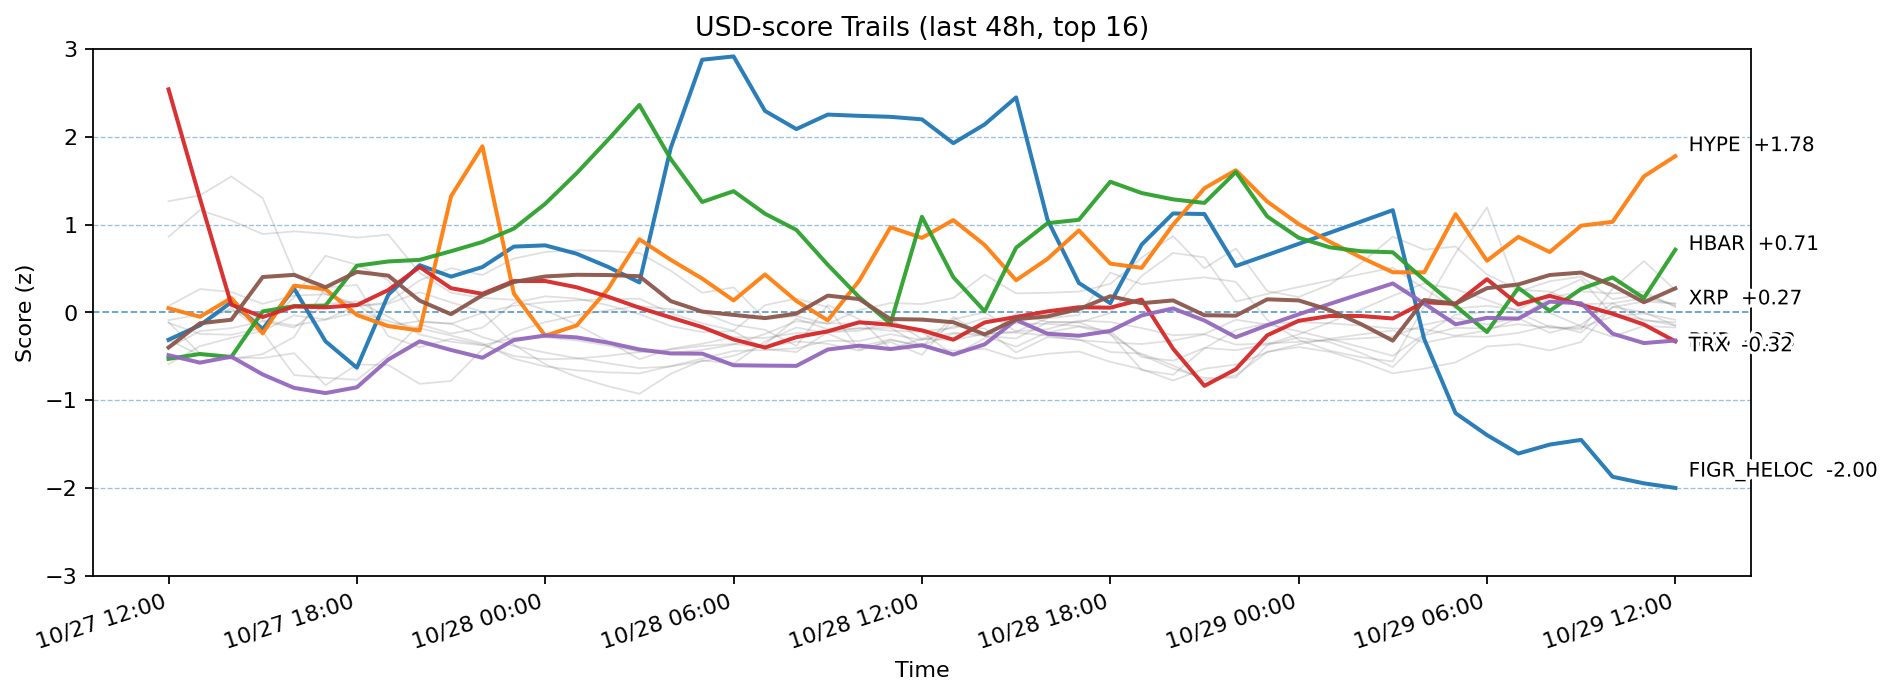 USD-score Trails (last 48h, top 16)
Score (z)
3
2
1
0
−1
−2
−3
HYPE +1.78
HBAR +0.71
XRP +0.27
TRX -0.32
FIGR_HELOC -2.00
10/27 12:00
10/27 18:00
10/28 00:00
10/28 06:00
10/28 12:00
10/28 18:00
10/29 00:00
10/29 06:00
10/29 12:00
Time